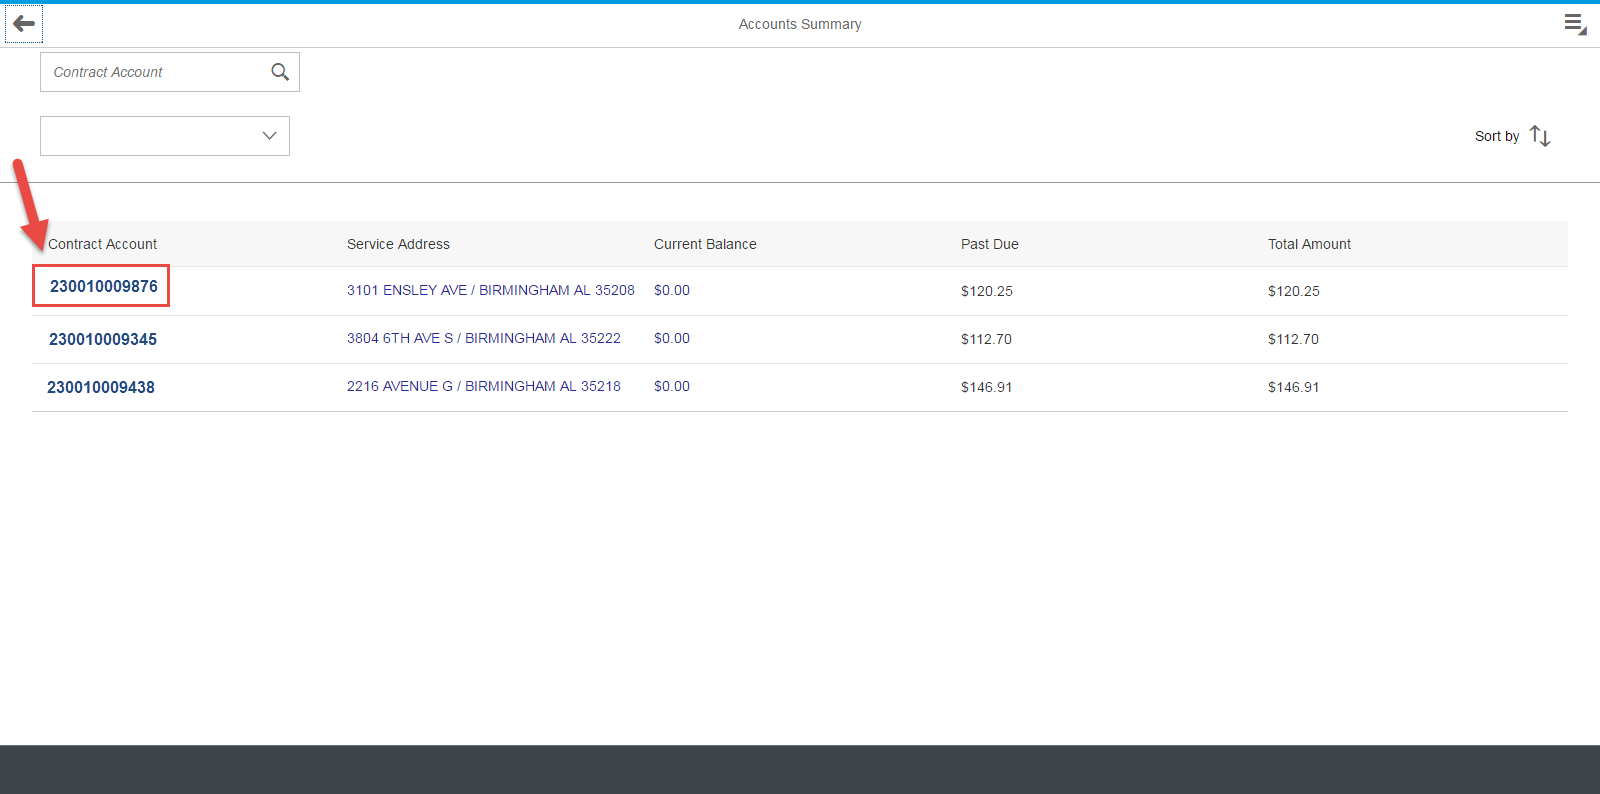 Accounts Summary
Contract Account
Sort by
Contract Account Service Address Current Balance Past Due Total Amount
230010009876 3101 ENSLEY AVE / BIRMINGHAM AL 35208 $0.00 $120.25 $120.25
230010009345 3804 6TH AVE S / BIRMINGHAM AL 35222 $0.00 $112.70 $112.70
230010009438 2216 AVENUE G / BIRMINGHAM AL 35218 $0.00 $146.91 $146.91